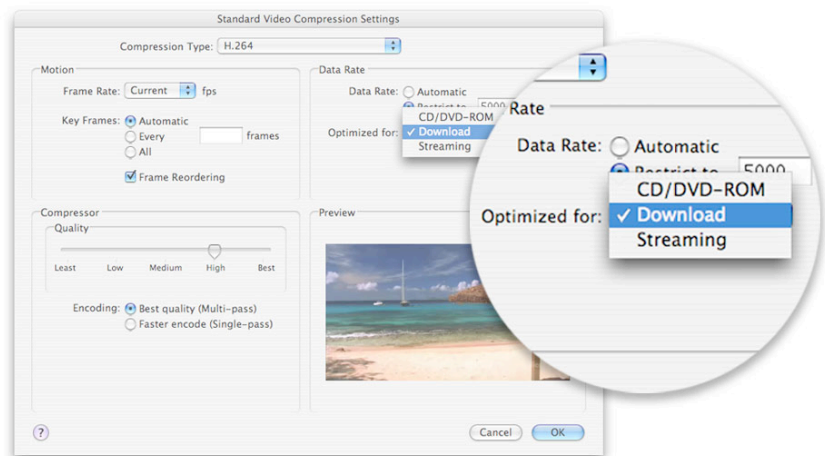 Standard Video Compression Settings
Compression Type: H.264
Motion
Frame Rate: Current fps
Key Frames: Automatic
Every frames
All
Frame Reordering
Data Rate
Data Rate: Automatic
Restrict to 5000
CD/DVD-ROM
Optimized for: ✓ Download
Streaming
Compressor
Quality
Least Low Medium High Best
Encoding: Best quality (Multi-pass)
Faster encode (Single-pass)
Preview
?
Cancel OK
Rate
Data Rate: Automatic
Restrict to 5000
CD/DVD-ROM
Optimized for: ✓ Download
Streaming